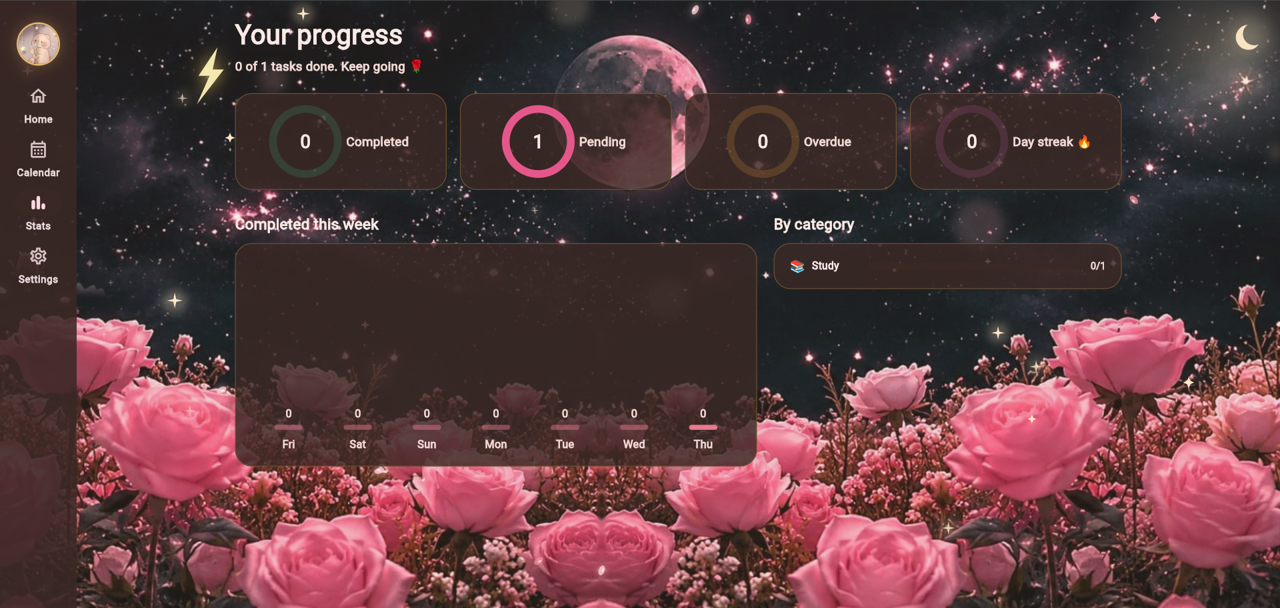 Your progress
0 of 1 tasks done. Keep going 🌹
Home
Calendar
Stats
Settings
0 Completed
1 Pending
0 Overdue
0 Day streak 🔥
Completed this week
0 0 0 0 0 0 0
Fri Sat Sun Mon Tue Wed Thu
By category
📚 Study 0/1